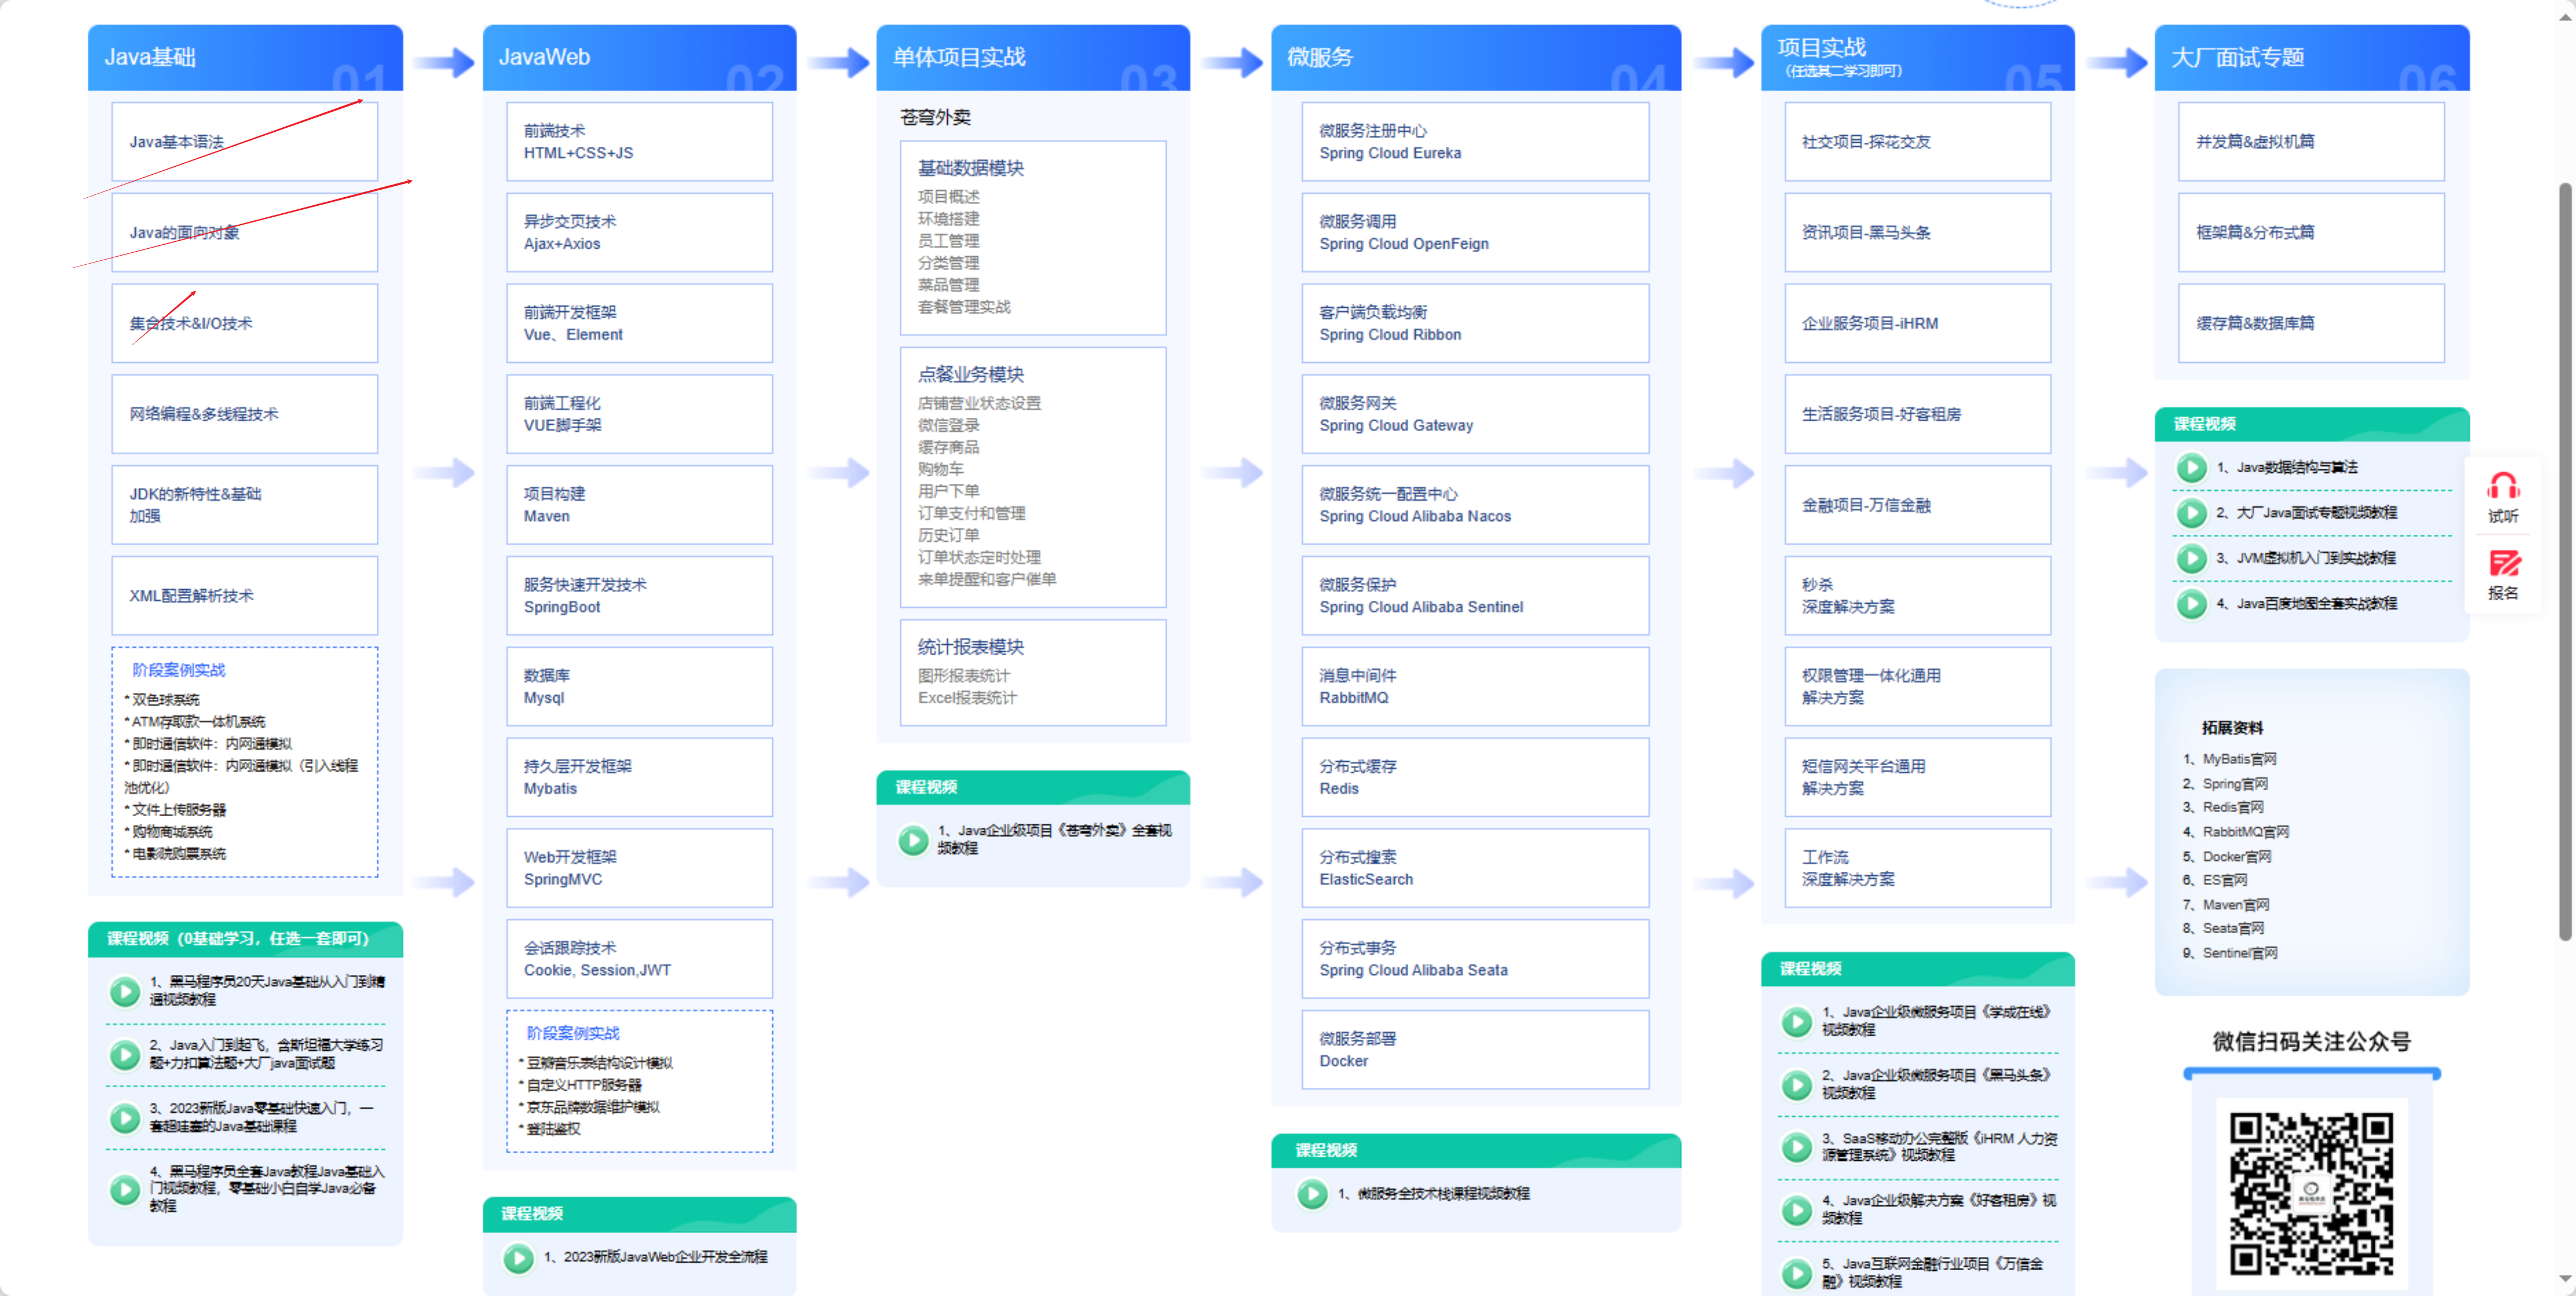 Java基础
01
Java基本语法
Java的面向对象
集合技术&I/O技术
网络编程&多线程技术
JDK的新特性&基础
加强
XML配置解析技术
阶段案例实战
* 双色球系统
* ATM存取款一体机系统
* 即时通信软件：内网通模拟
* 即时通信软件：内网通模拟（引入线程
池优化）
* 文件上传服务器
* 购物商城系统
* 电影院购票系统
课程视频（0基础学习，任选一套即可）
1、黑马程序员20天Java基础从入门到精
通视频教程
2、Java入门到起飞，含斯坦福大学练习
题+力扣算法题+大厂java面试题
3、2023新版Java零基础快速入门，一
套超哇塞的Java基础课程
4、黑马程序员全套Java教程Java基础入
门视频教程，零基础小白自学Java必备
教程
JavaWeb
02
前端技术
HTML+CSS+JS
异步交页技术
Ajax+Axios
前端开发框架
Vue、Element
前端工程化
VUE脚手架
项目构建
Maven
服务快速开发技术
SpringBoot
数据库
Mysql
持久层开发框架
Mybatis
Web开发框架
SpringMVC
会话跟踪技术
Cookie, Session,JWT
阶段案例实战
* 豆瓣音乐表结构设计模拟
* 自定义HTTP服务器
* 京东品牌数据维护模拟
* 登陆鉴权
课程视频
1、2023新版JavaWeb企业开发全流程
单体项目实战
03
苍穹外卖
基础数据模块
项目概述
环境搭建
员工管理
分类管理
菜品管理
套餐管理实战
点餐业务模块
店铺营业状态设置
微信登录
缓存商品
购物车
用户下单
订单支付和管理
历史订单
订单状态定时处理
来单提醒和客户催单
统计报表模块
图形报表统计
Excel报表统计
课程视频
1、Java企业级项目《苍穹外卖》全套视
频教程
微服务
04
微服务注册中心
Spring Cloud Eureka
微服务调用
Spring Cloud OpenFeign
客户端负载均衡
Spring Cloud Ribbon
微服务网关
Spring Cloud Gateway
微服务统一配置中心
Spring Cloud Alibaba Nacos
微服务保护
Spring Cloud Alibaba Sentinel
消息中间件
RabbitMQ
分布式缓存
Redis
分布式搜索
ElasticSearch
分布式事务
Spring Cloud Alibaba Seata
微服务部署
Docker
课程视频
1、微服务全技术栈课程视频教程
项目实战
（任选其二学习即可）
05
社交项目-探花交友
资讯项目-黑马头条
企业服务项目-iHRM
生活服务项目-好客租房
金融项目-万信金融
秒杀
深度解决方案
权限管理一体化通用
解决方案
短信网关平台通用
解决方案
工作流
深度解决方案
课程视频
1、Java企业级微服务项目《学成在线》
视频教程
2、Java企业级微服务项目《黑马头条》
视频教程
3、SaaS移动办公完整版《iHRM 人力资
源管理系统》视频教程
4、Java企业级解决方案《好客租房》视
频教程
5、Java互联网金融行业项目《万信金
融》视频教程
大厂面试专题
06
并发篇&虚拟机篇
框架篇&分布式篇
缓存篇&数据库篇
课程视频
1、Java数据结构与算法
2、大厂Java面试专题视频教程
3、JVM虚拟机入门到实战教程
4、Java百度地图全套实战教程
拓展资料
1、MyBatis官网
2、Spring官网
3、Redis官网
4、RabbitMQ官网
5、Docker官网
6、ES官网
7、Maven官网
8、Seata官网
9、Sentinel官网
微信扫码关注公众号
试听
报名